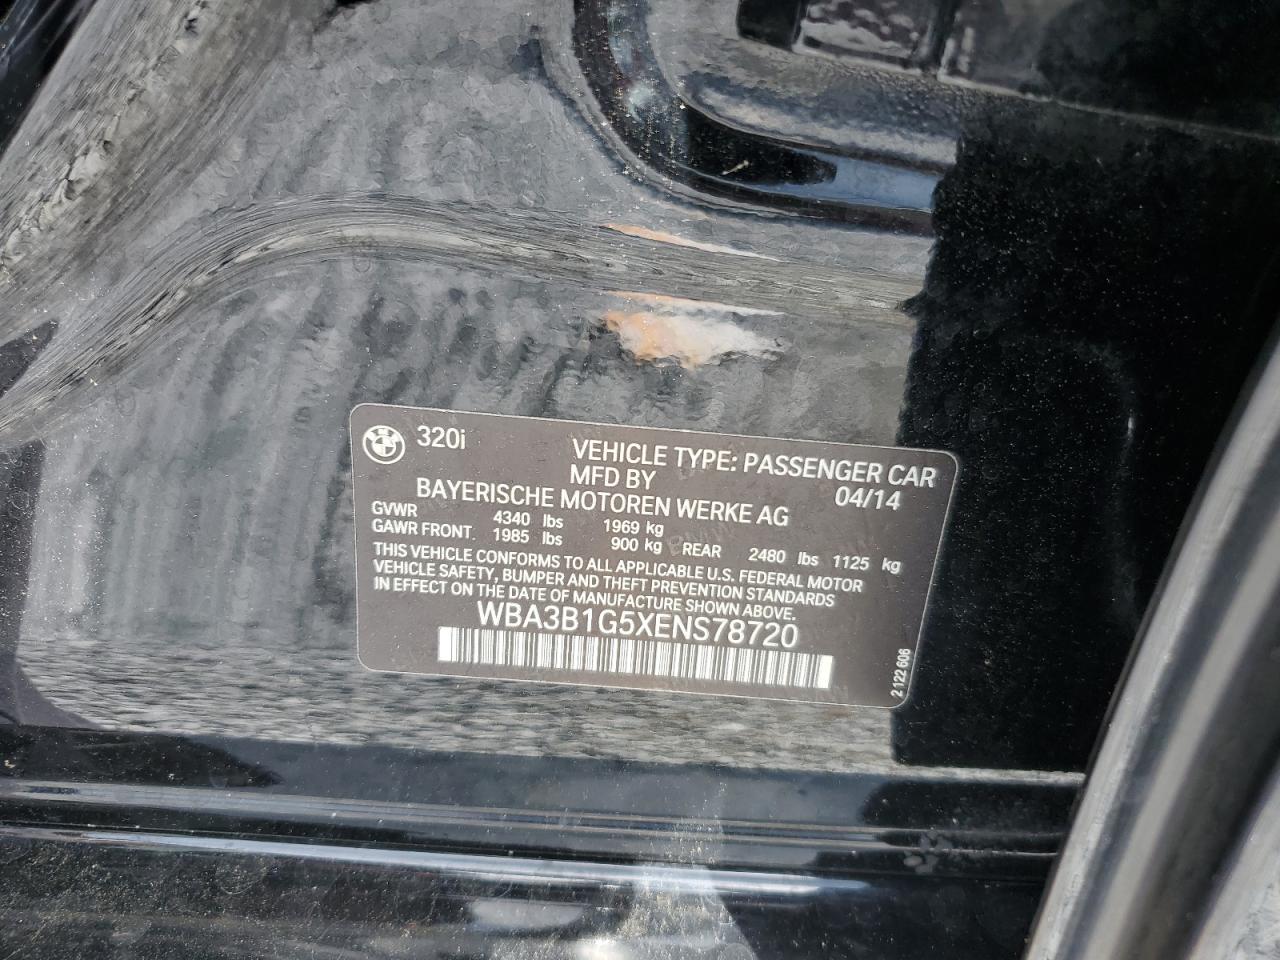 320i
VEHICLE TYPE: PASSENGER CAR
MFD BY 04/14
BAYERISCHE MOTOREN WERKE AG
GVWR 4340 lbs 1969 kg
GAWR FRONT 1985 lbs 900 kg REAR 2480 lbs 1125 kg
THIS VEHICLE CONFORMS TO ALL APPLICABLE U.S. FEDERAL MOTOR
VEHICLE SAFETY, BUMPER AND THEFT PREVENTION STANDARDS
IN EFFECT ON THE DATE OF MANUFACTURE SHOWN ABOVE.
WBA3B1G5XENS78720
2 122 606